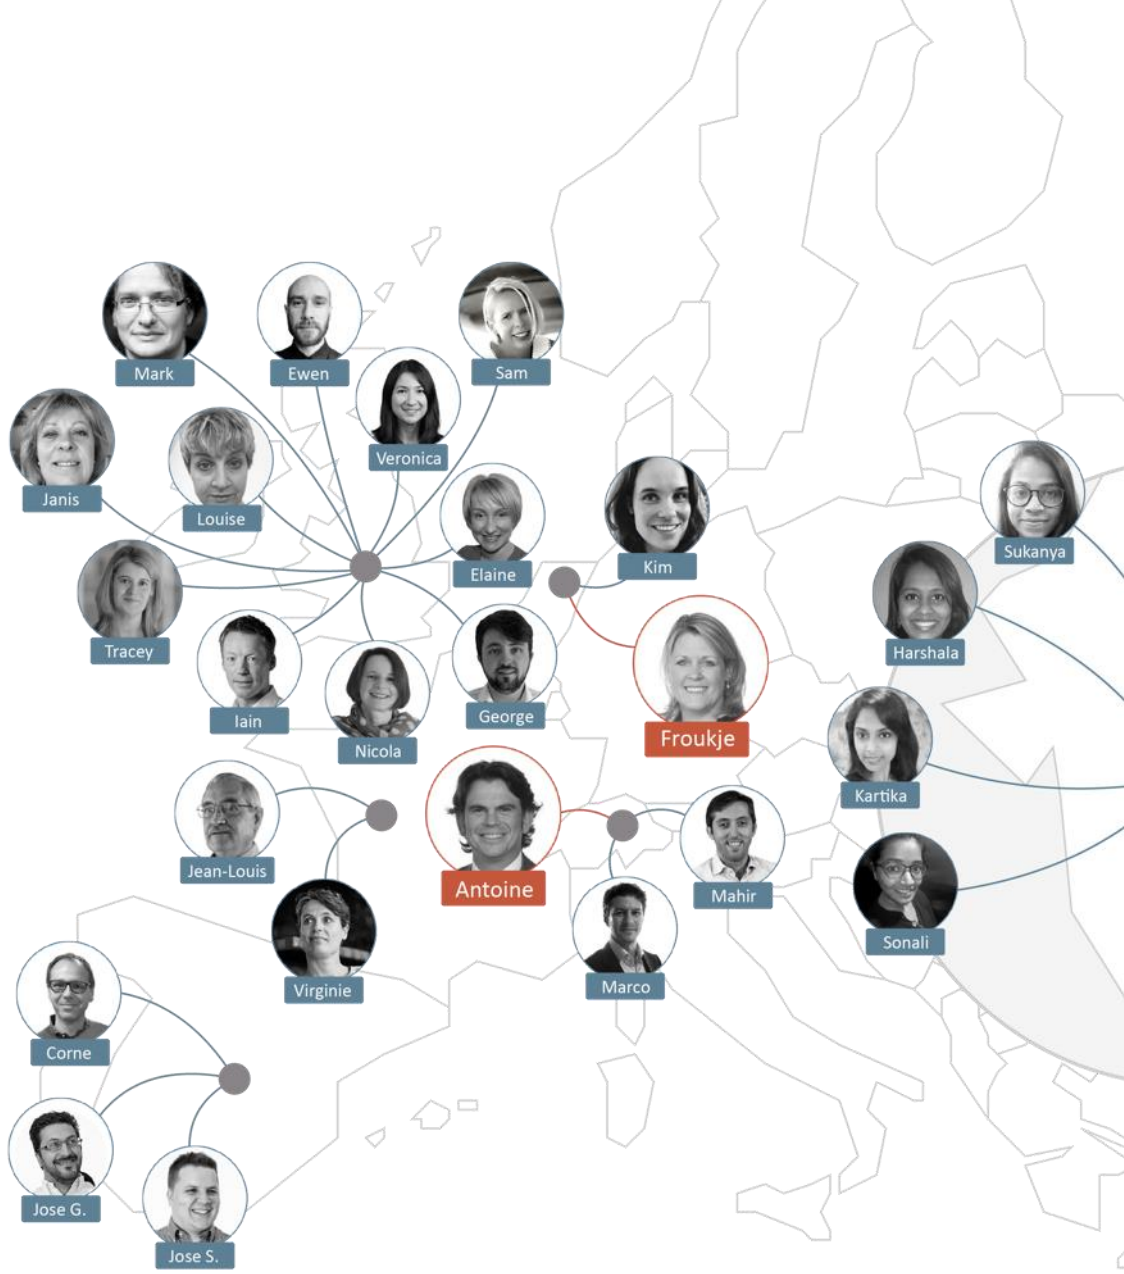 Mark
Ewen
Sam
Veronica
Janis
Louise
Elaine
Kim
Sukanya
Tracey
Harshala
Iain
George
Nicola
Froukje
Kartika
Jean-Louis
Antoine
Mahir
Sonali
Virginie
Marco
Corne
Jose G.
Jose S.